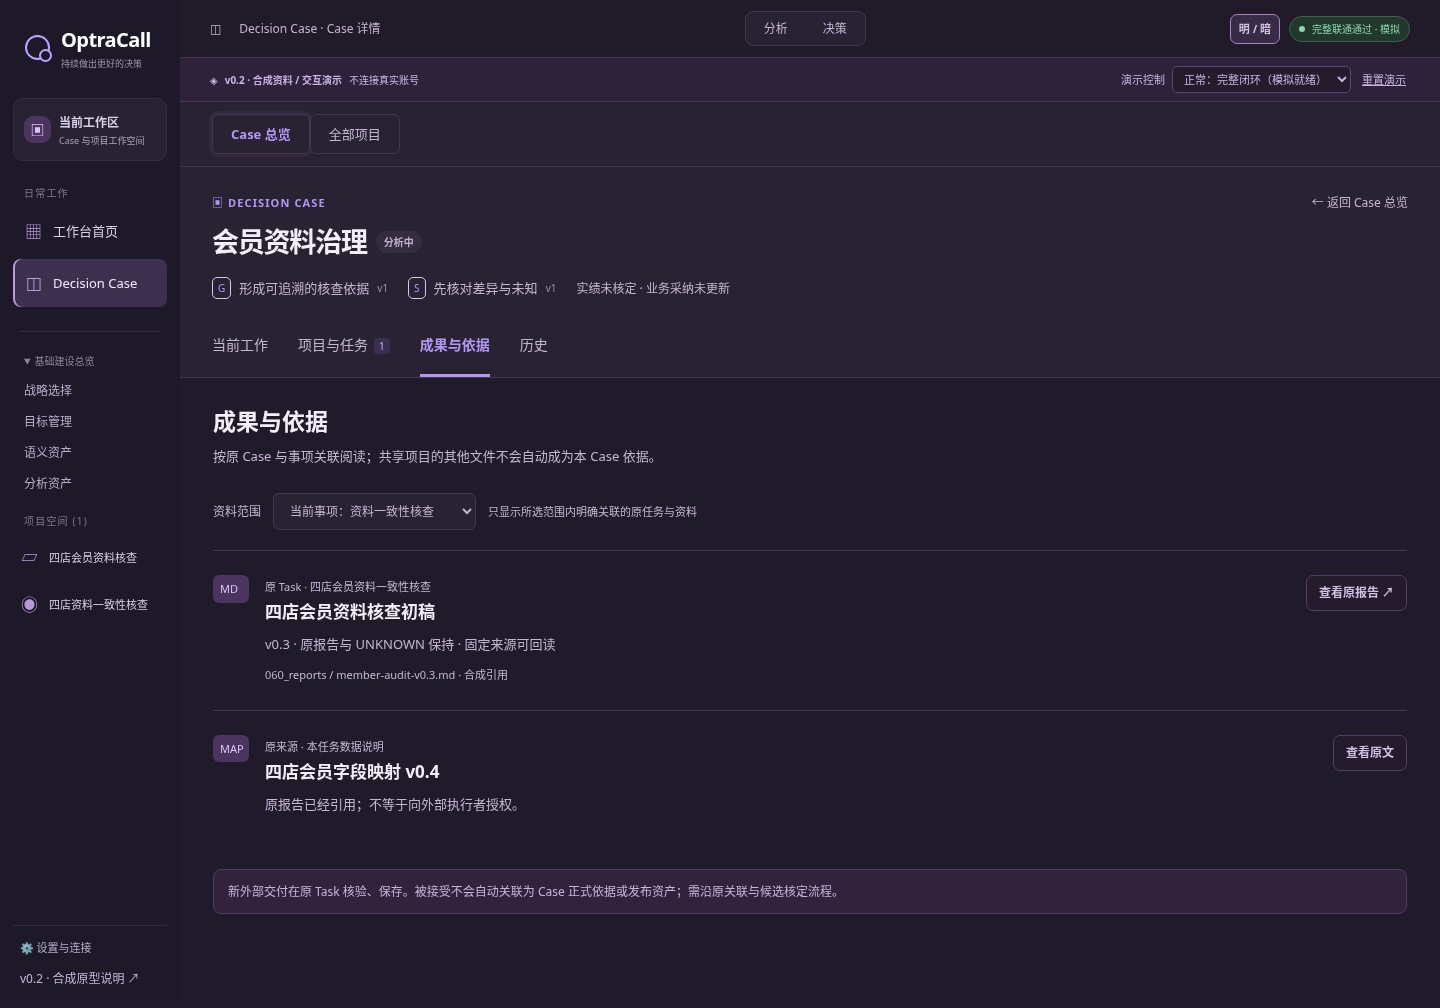 OptraCall
持续做出更好的决策
当前工作区
Case 与项目工作空间
日常工作
工作台首页
Decision Case
▼ 基础建设总览
战略选择
目标管理
语义资产
分析资产
项目空间 (1)
四店会员资料核查
四店资料一致性核查
设置与连接
v0.2 · 合成原型说明 ↗
Decision Case · Case 详情
分析
决策
明 / 暗
完整联通通过 · 模拟
v0.2 · 合成资料 / 交互演示 不连接真实账号
演示控制
正常：完整闭环（模拟就绪）
重置演示
Case 总览
全部项目
DECISION CASE
← 返回 Case 总览
会员资料治理
分析中
G 形成可追溯的核查依据 v1
S 先核对差异与未知 v1
实绩未核定 · 业务采纳未更新
当前工作
项目与任务 1
成果与依据
历史
成果与依据
按原 Case 与事项关联阅读；共享项目的其他文件不会自动成为本 Case 依据。
资料范围
当前事项：资料一致性核查
只显示所选范围内明确关联的原任务与资料
MD
原 Task · 四店会员资料一致性核查
四店会员资料核查初稿
v0.3 · 原报告与 UNKNOWN 保持 · 固定来源可回读
060_reports / member-audit-v0.3.md · 合成引用
查看原报告 ↗
MAP
原来源 · 本任务数据说明
四店会员字段映射 v0.4
原报告已经引用；不等于向外部执行者授权。
查看原文
新外部交付在原 Task 核验、保存。被接受不会自动关联为 Case 正式依据或发布资产；需沿原关联与候选核定流程。